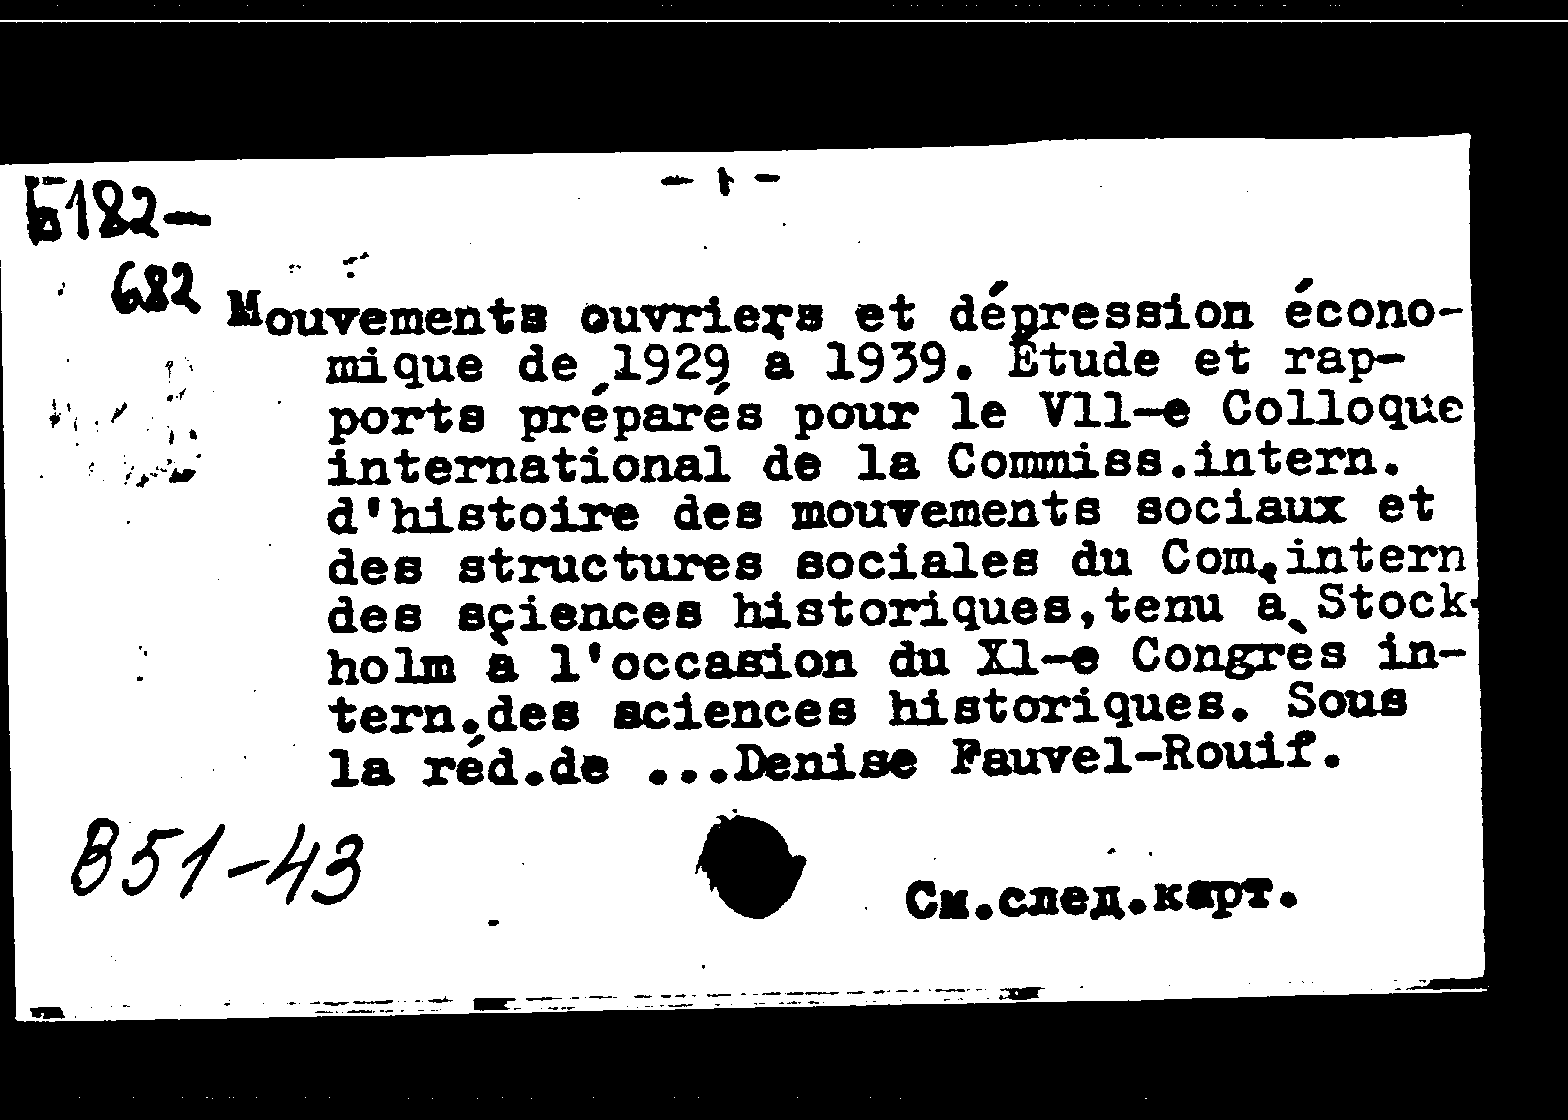 - 1 -
Б182-
682
Mouvements ouvriers et dépression écono-
mique de 1929 a 1939. Étude et rap-
ports préparés pour le V11-e Colloque
international de la Commiss.intern.
d'histoire des mouvements sociaux et
des structures sociales du Com.intern
des sçiences historiques,tenu a Stock-
holm à l'occasion du X1-e Congrès in-
tern.des sciences historiques. Sous
la réd.de ...Denise Fauvel-Rouif.
B51-43
См.след.карт.